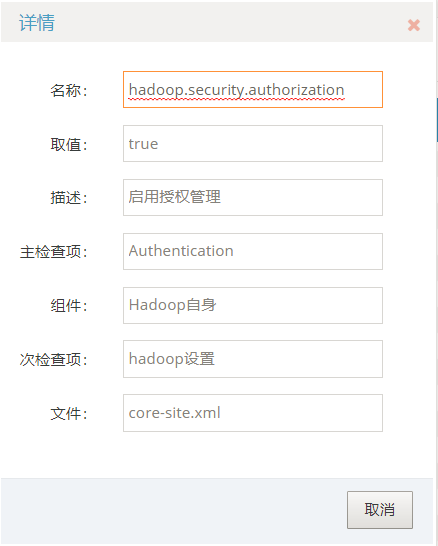 详情
名称： hadoop.security.authorization
取值： true
描述： 启用授权管理
主检查项： Authentication
组件： Hadoop自身
次检查项： hadoop设置
文件： core-site.xml
取消